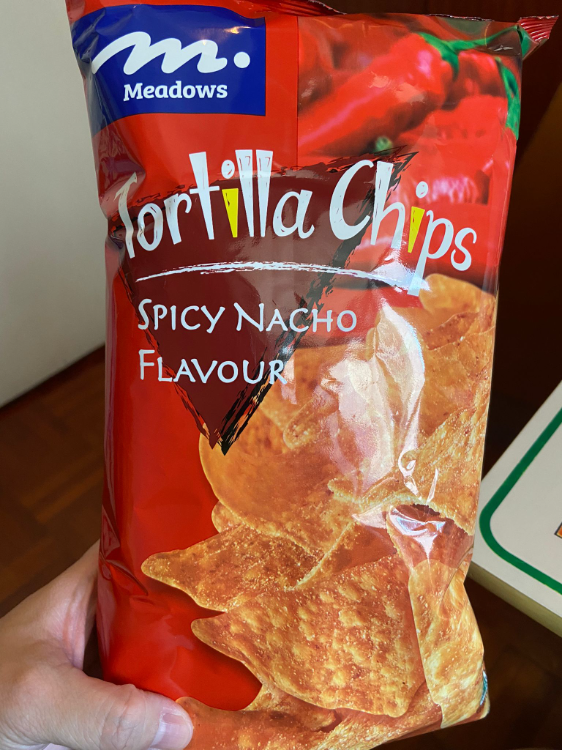 m.
Meadows
Tortilla Chips
SPICY NACHO
FLAVOUR